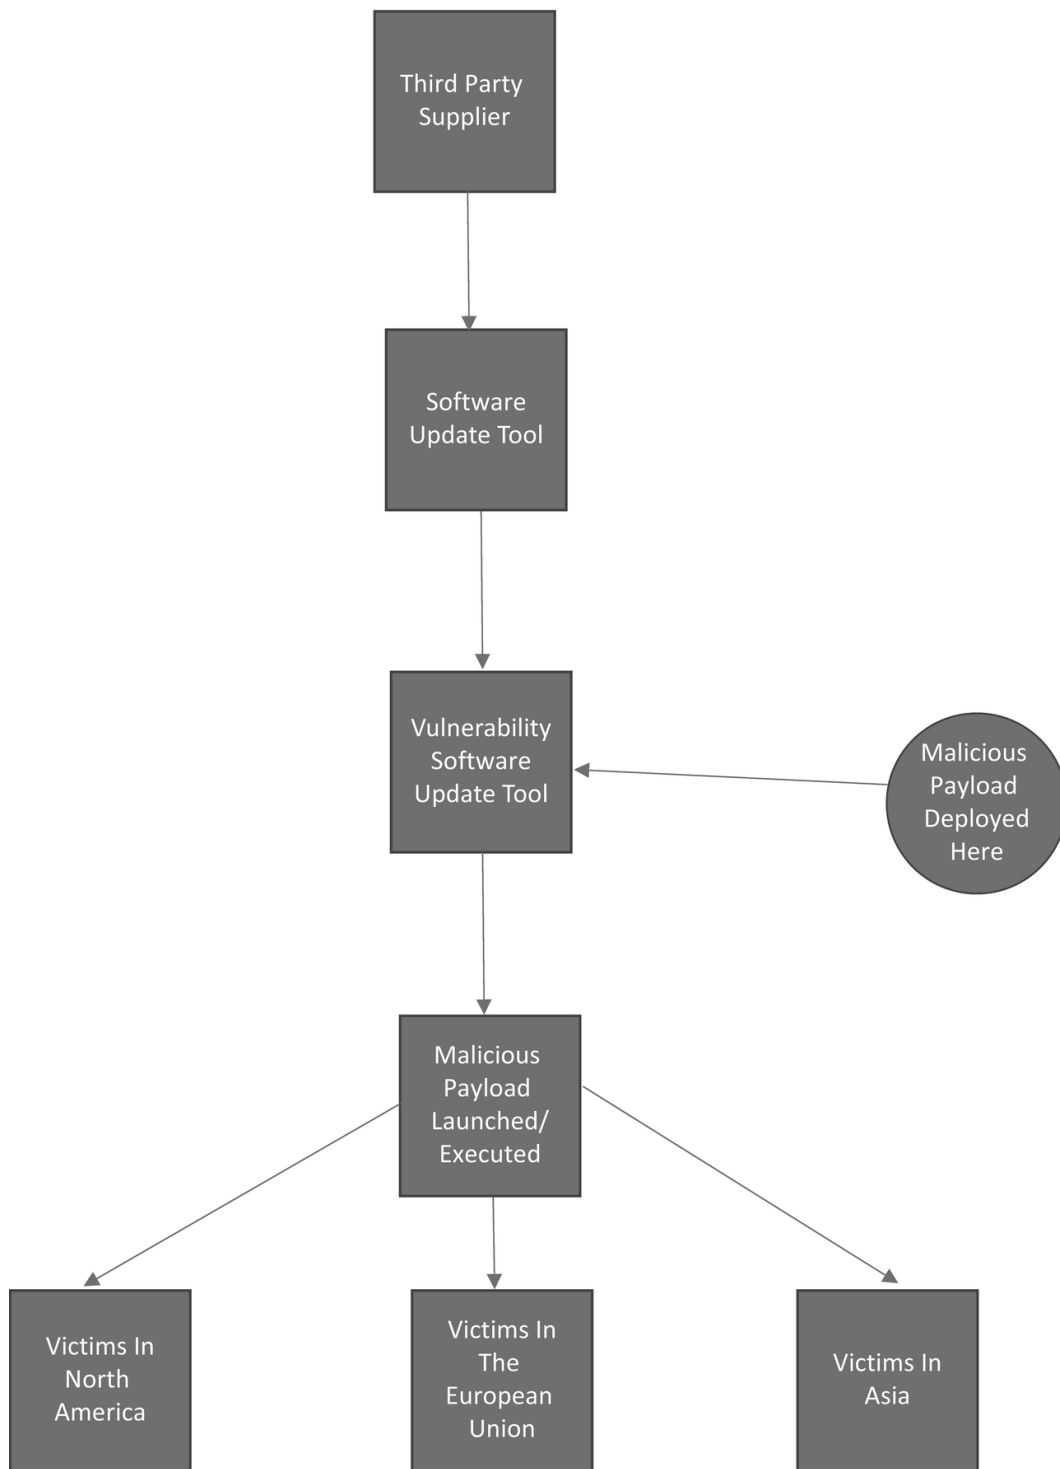 Third Party
Supplier
Software
Update Tool
Vulnerability
Software
Update Tool
Malicious
Payload
Deployed
Here
Malicious
Payload
Launched/
Executed
Victims In
North
America
Victims In
The
European
Union
Victims In
Asia